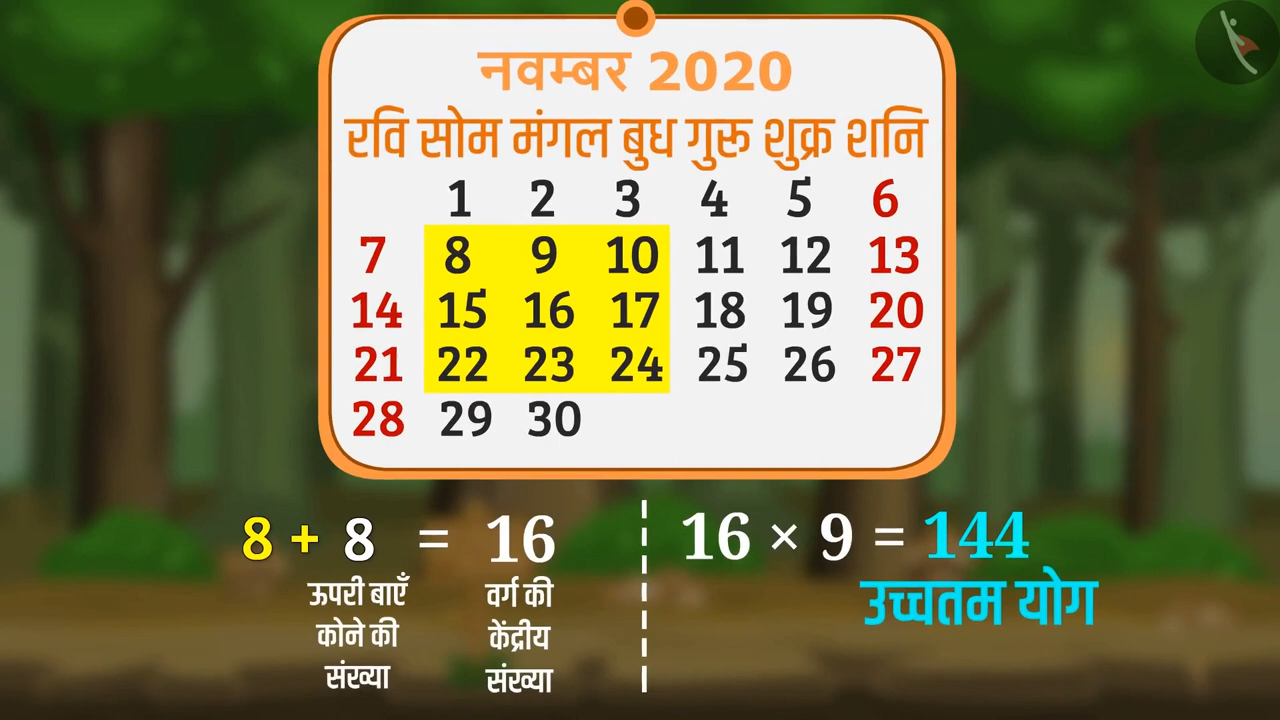 नवम्बर 2020
रवि सोम मंगल बुध गुरू शुक्र शनि
1 2 3 4 5 6
7 8 9 10 11 12 13
14 15 16 17 18 19 20
21 22 23 24 25 26 27
28 29 30
8 + 8 = 16
ऊपरी बाएँ
कोने की
संख्या
वर्ग की
केंद्रीय
संख्या
16 × 9 = 144
उच्चतम योग